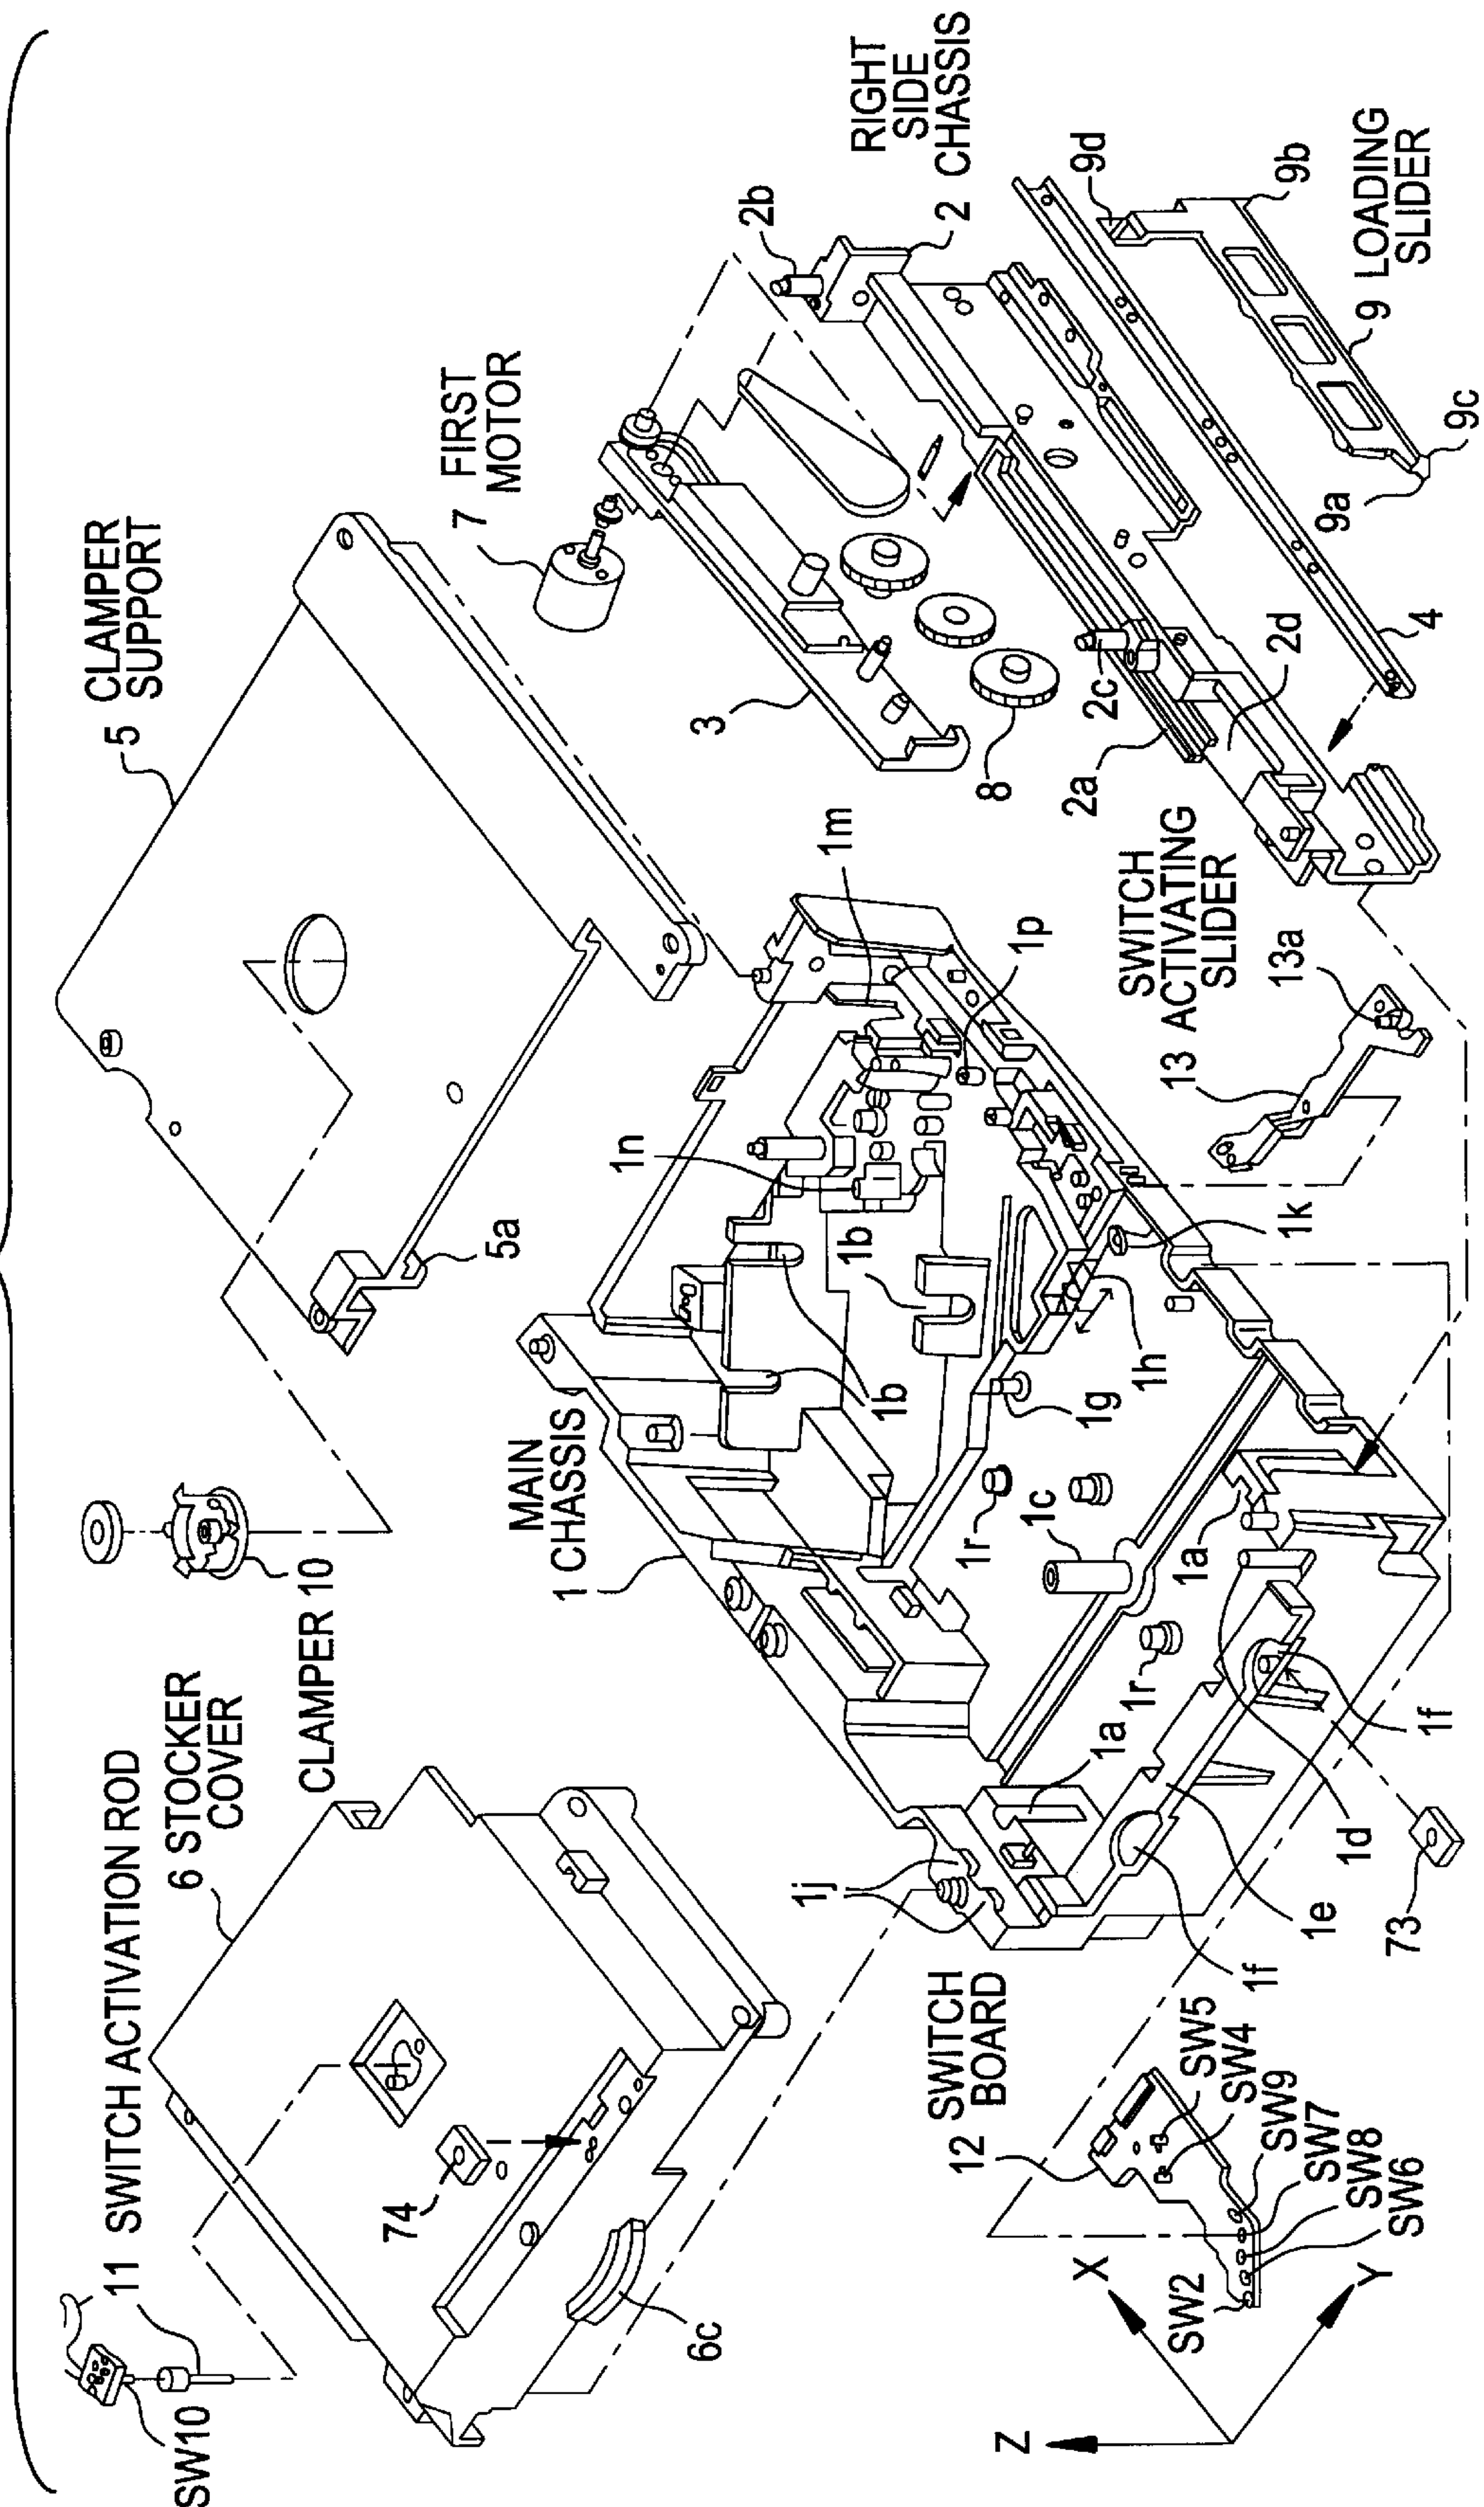 SW10
11 SWITCH ACTIVATION ROD
6 STOCKER
COVER
CLAMPER 10
5 CLAMPER
SUPPORT
5a
7
FIRST
MOTOR
RIGHT
SIDE
CHASSIS
2
2b
3
8
2a
2c
2d
4
9d
9b
9 LOADING
SLIDER
9a
9c
74
6c
MAIN
1 CHASSIS
1b
1b
1n
1m
1p
1r
1c
1g
1h
1k
1a
1r
1a
1j
1f
1e
1d
1f
73
SWITCH
13 ACTIVATING
SLIDER
13a
SWITCH
BOARD
12
SW5
SW4
SW9
SW7
SW8
SW6
SW2
X
Y
Z